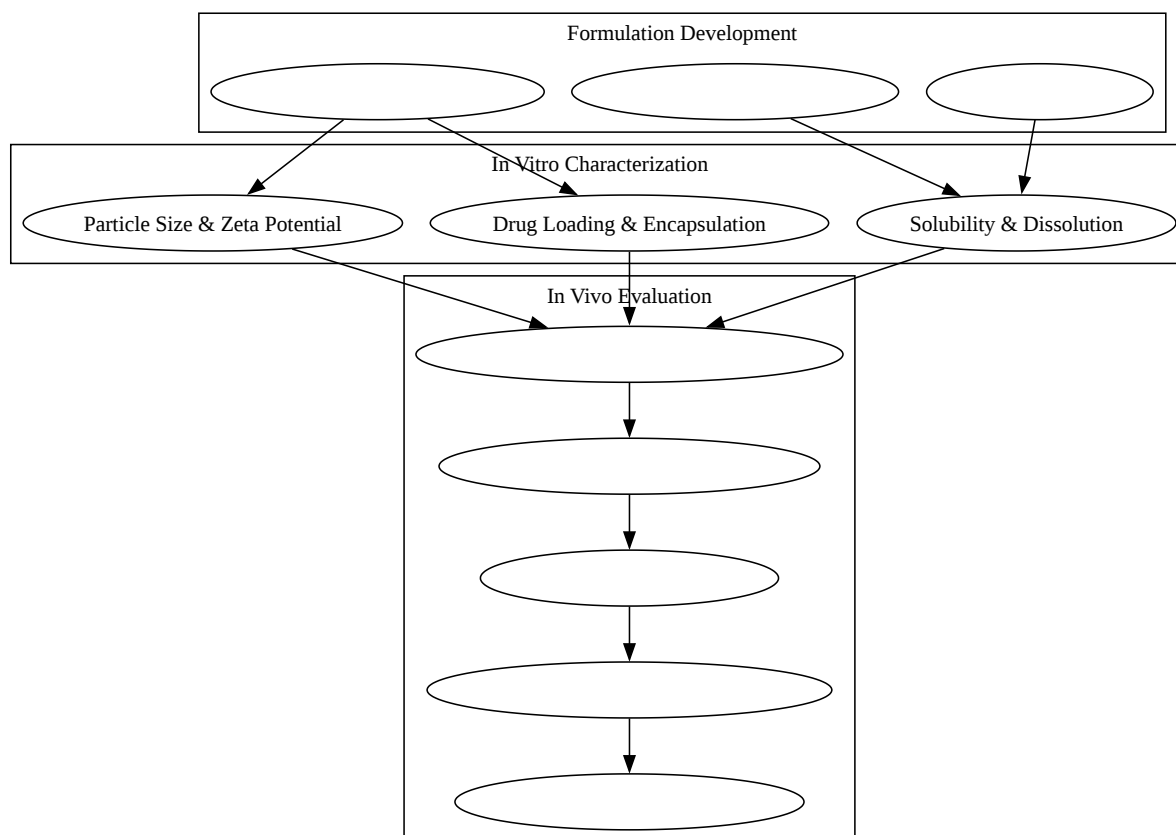 Formulation Development
In Vitro Characterization
Particle Size & Zeta Potential
Drug Loading & Encapsulation
Solubility & Dissolution
In Vivo Evaluation